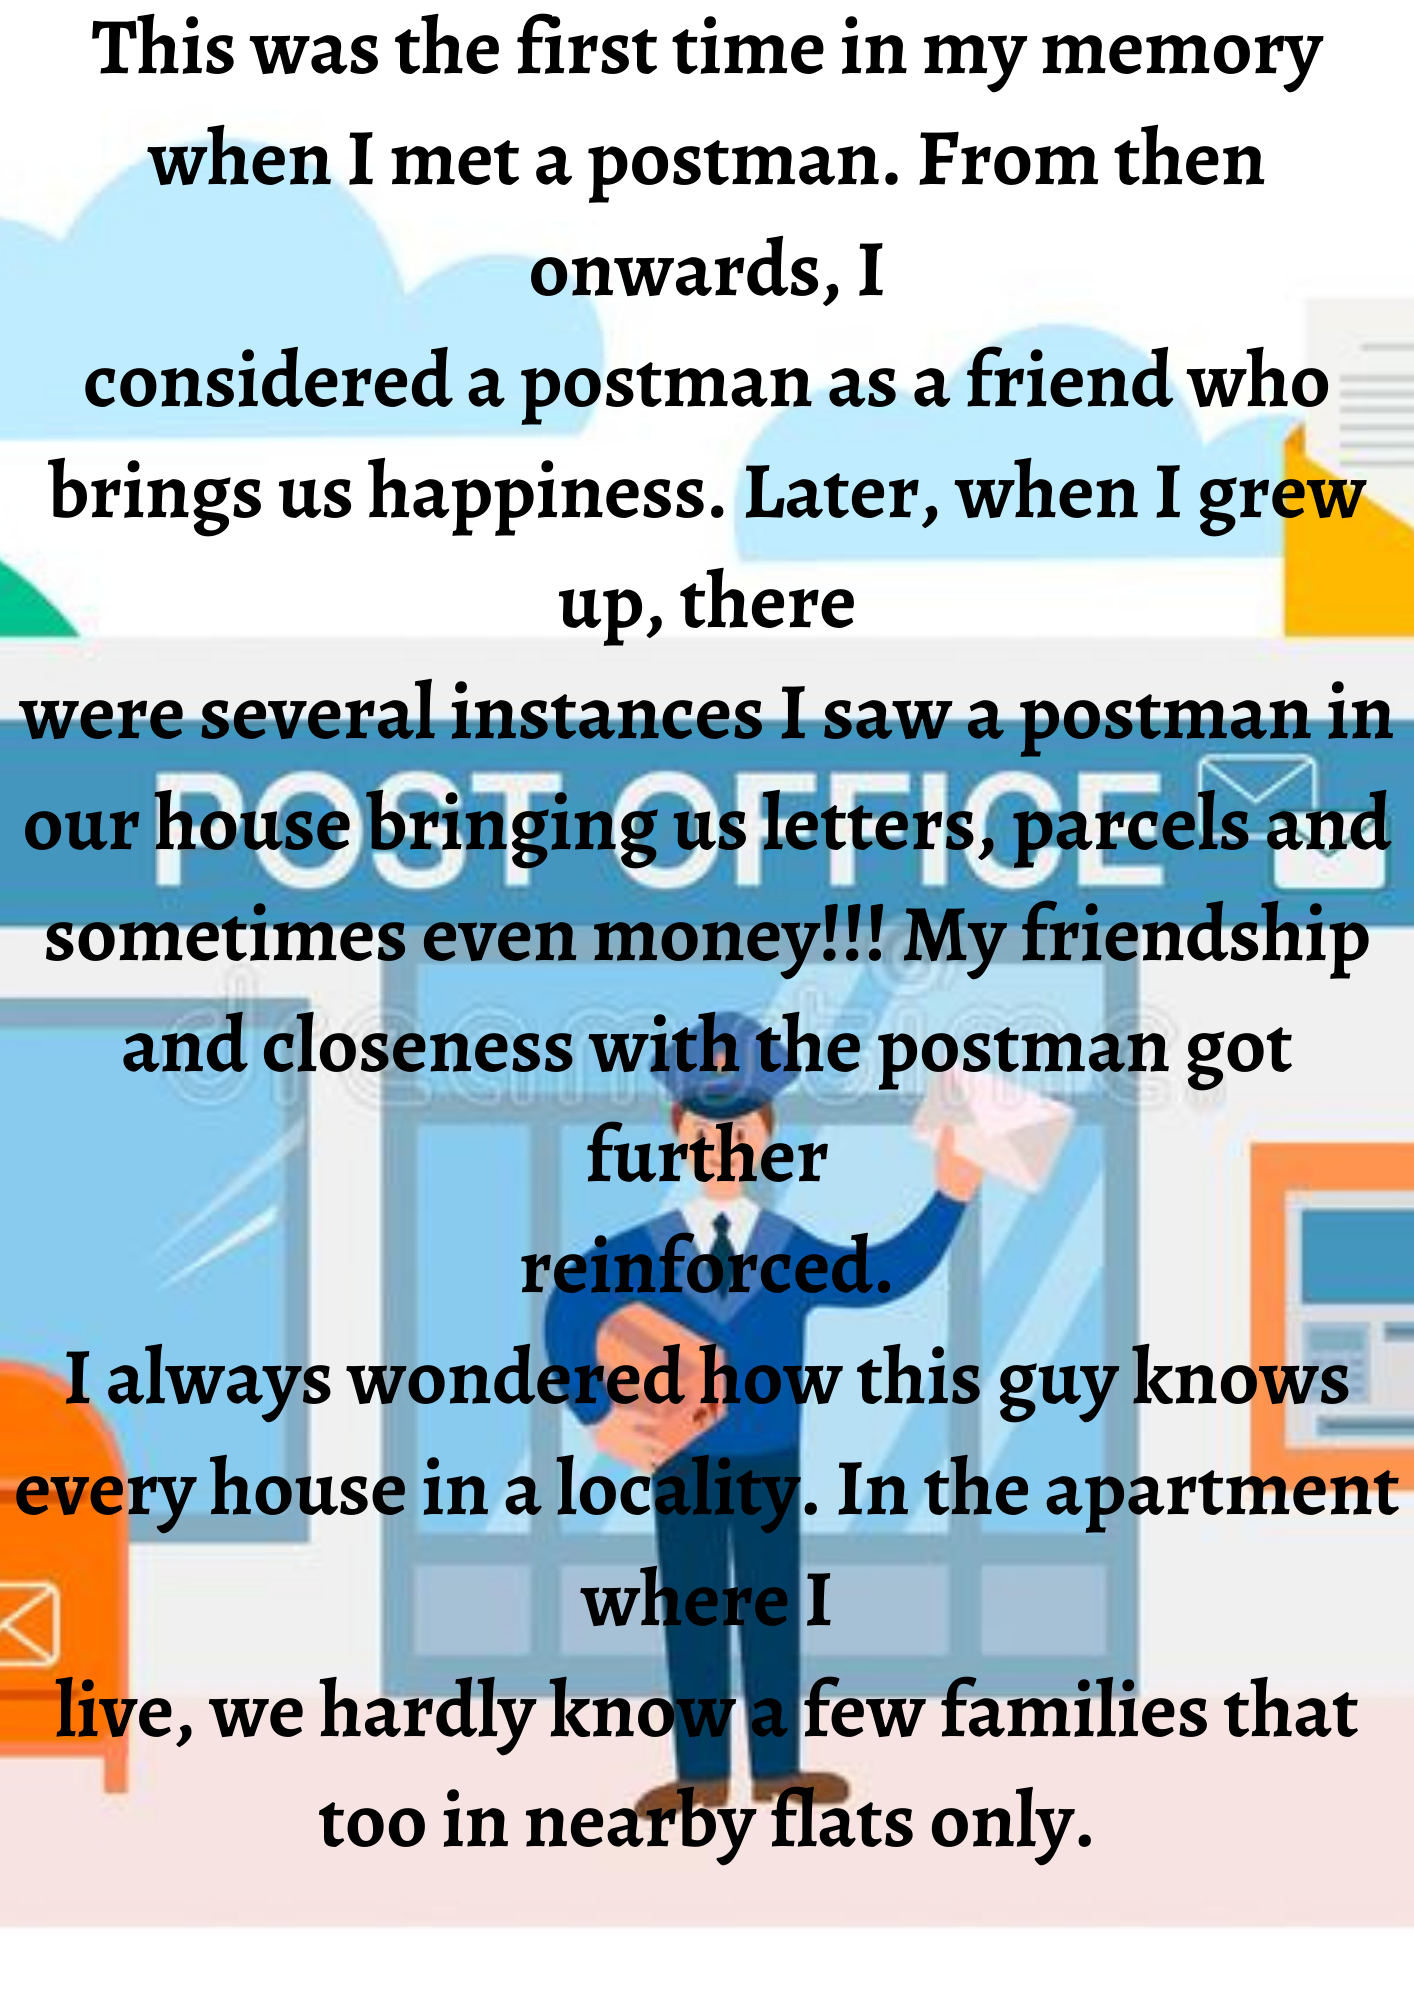 This was the first time in my memory
when I met a postman. From then
onwards, I
considered a postman as a friend who
brings us happiness. Later, when I grew
up, there
were several instances I saw a postman in
POST OFFICE
our house bringing us letters, parcels and
sometimes even money!!! My friendship
dreamstime
and closeness with the postman got
further
reinforced.
I always wondered how this guy knows
every house in a locality. In the apartment
where I
live, we hardly know a few families that
too in nearby flats only.